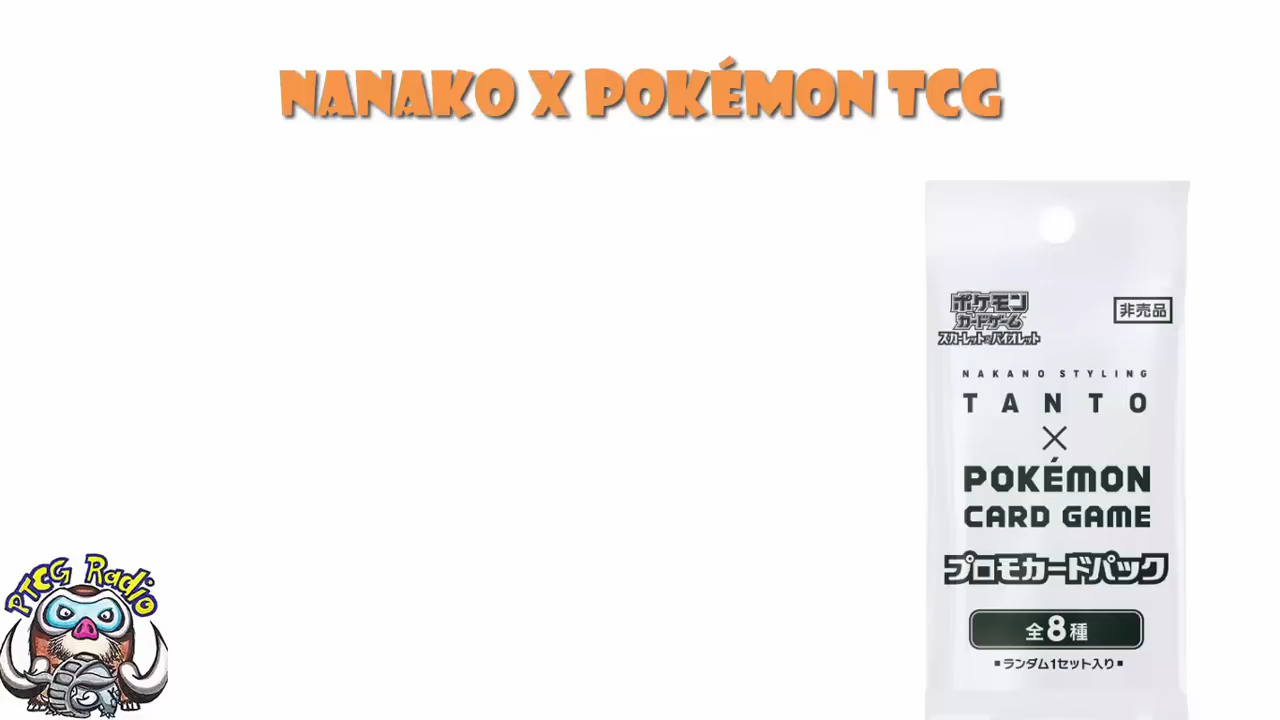 NANAKO X POKÉMON TCG
ポケモン
カードゲーム
スカーレット&バイオレット
非売品
NAKANO STYLING
TANTO
×
POKÉMON
CARD GAME
プロモカードパック
全8種
▪ランダム1セット入り▪
PTCG Radio